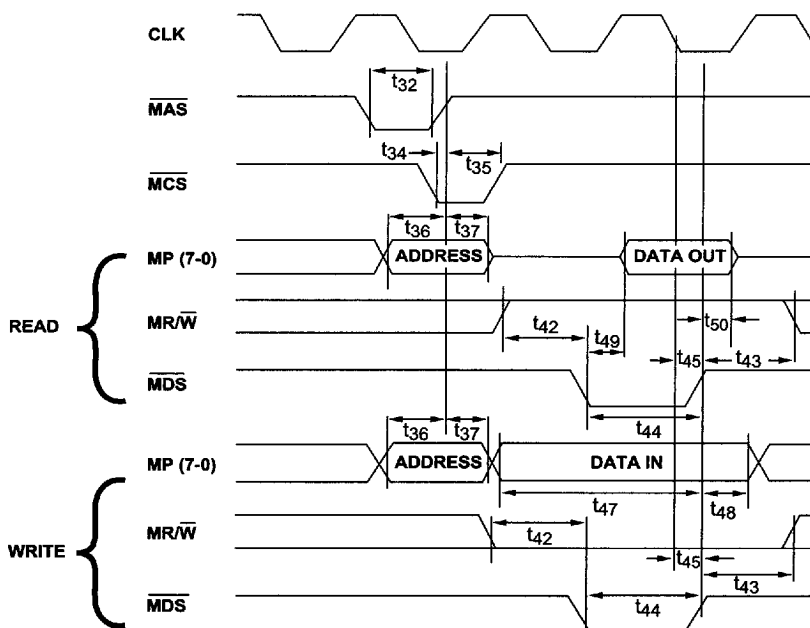 CLK
t32
MAS
t34
t35
MCS
t36
t37
MP (7-0)
ADDRESS
DATA OUT
READ
MR/W
t42
t49
t50
t45
t43
MDS
t36
t37
t44
MP (7-0)
ADDRESS
DATA IN
t47
t48
WRITE
MR/W
t42
t45
t43
MDS
t44